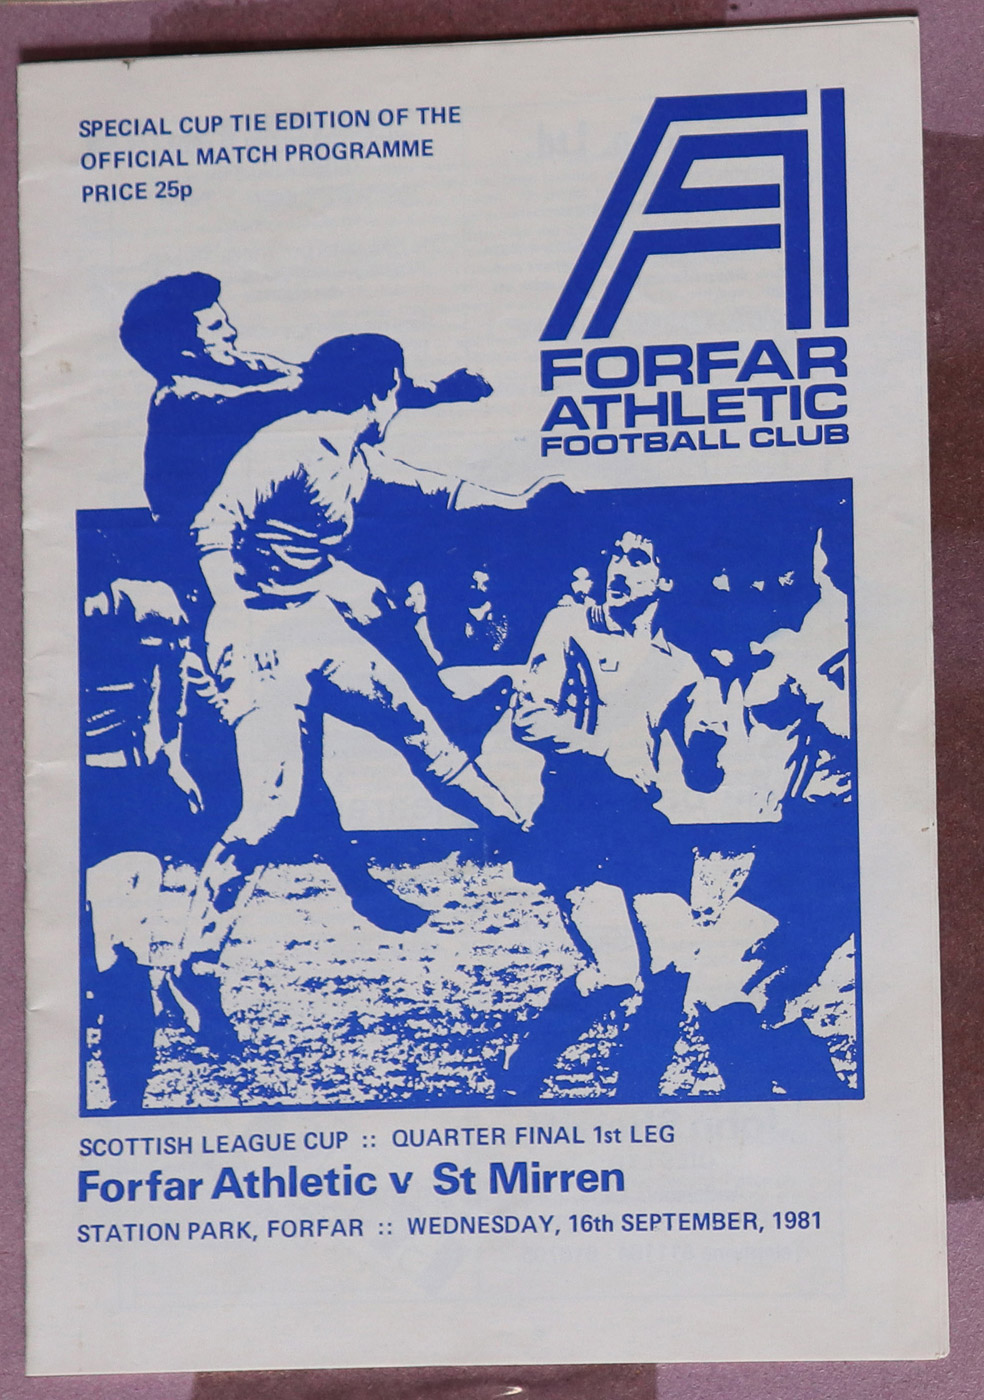 SPECIAL CUP TIE EDITION OF THE
OFFICIAL MATCH PROGRAMME
PRICE 25p
FORFAR
ATHLETIC
FOOTBALL CLUB
SCOTTISH LEAGUE CUP :: QUARTER FINAL 1st LEG
Forfar Athletic v St Mirren
STATION PARK, FORFAR :: WEDNESDAY, 16th SEPTEMBER, 1981